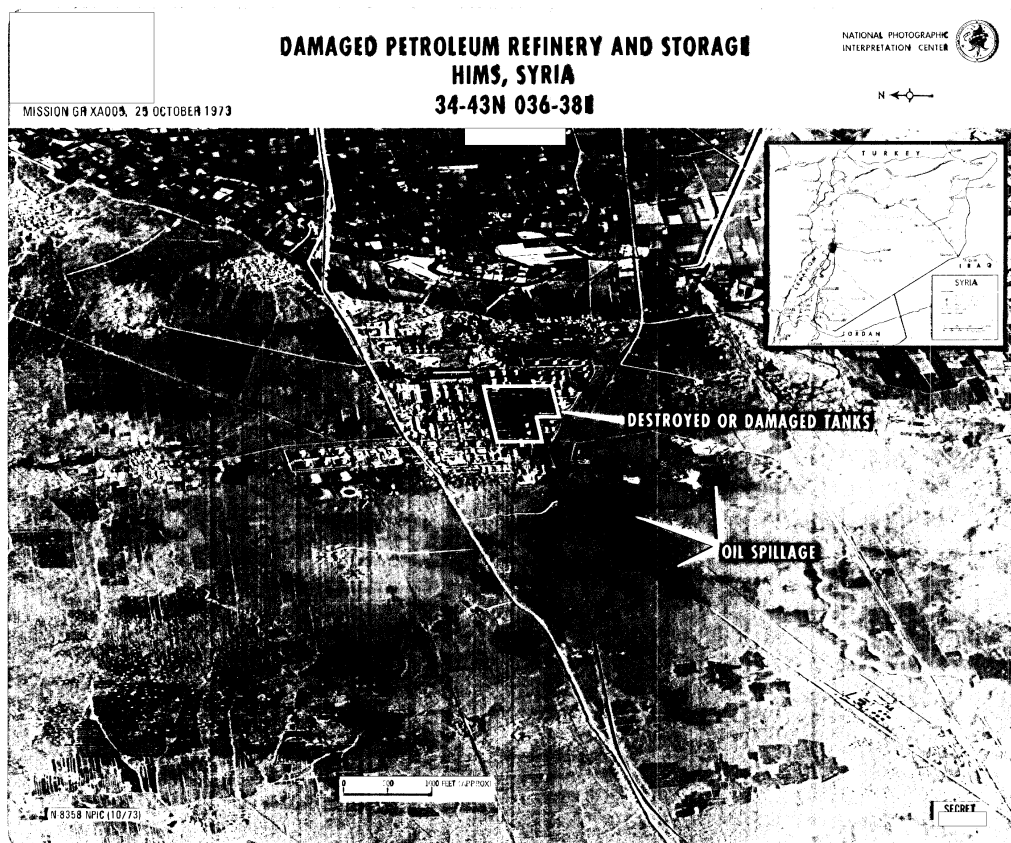 DAMAGED PETROLEUM REFINERY AND STORAGE
HIMS, SYRIA
34-43N 036-38E
NATIONAL PHOTOGRAPHIC
INTERPRETATION CENTER
MISSION GR XA005, 25 OCTOBER 1973
N
TURKEY
IRAQ
SYRIA
JORDAN
DESTROYED OR DAMAGED TANKS
OIL SPILLAGE
0
FEET (APPROX)
N-8358 NPIC (10/73)
SECRET